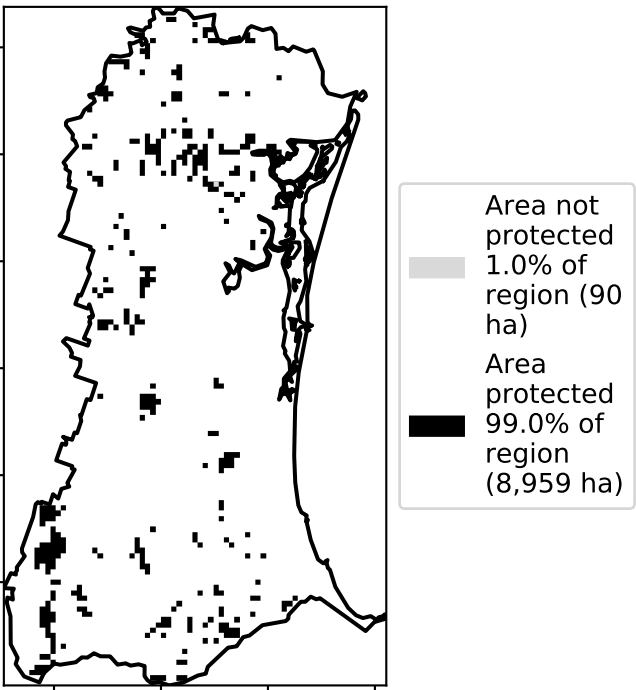 Area not
protected
1.0% of
region (90
ha)
Area
protected
99.0% of
region
(8,959 ha)